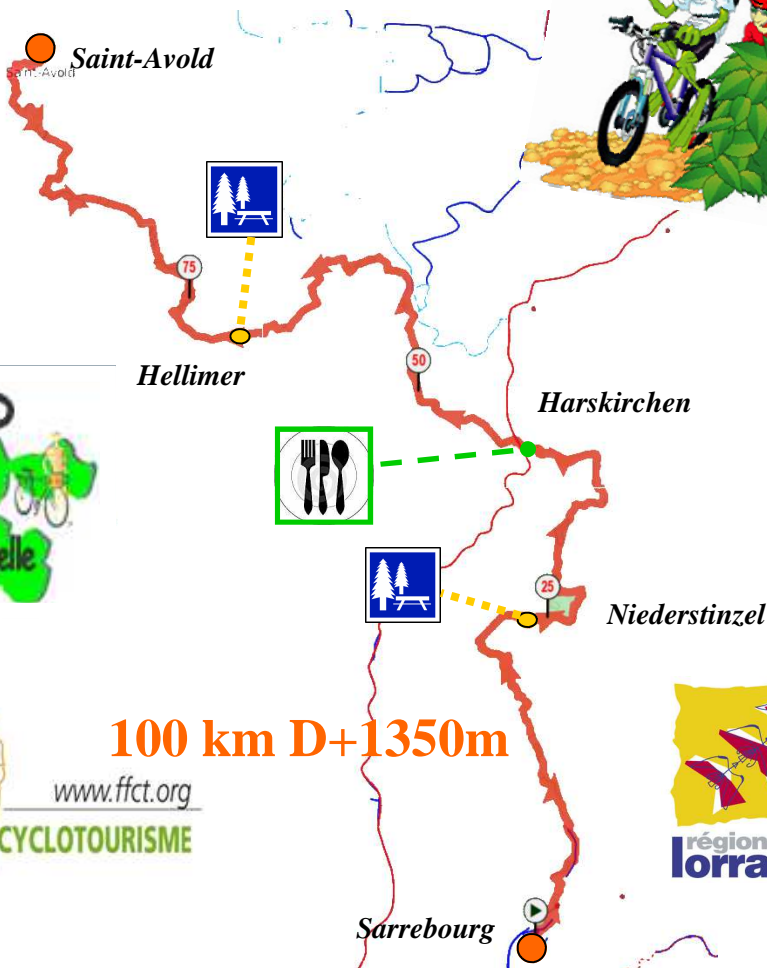 Saint-Avold
Saint-Avold
75
Hellimer
50
Harskirchen
elle
25
Niederstinzel
100 km D+1350m
www.ffct.org
CYCLOTOURISME
région
lorra
Sarrebourg